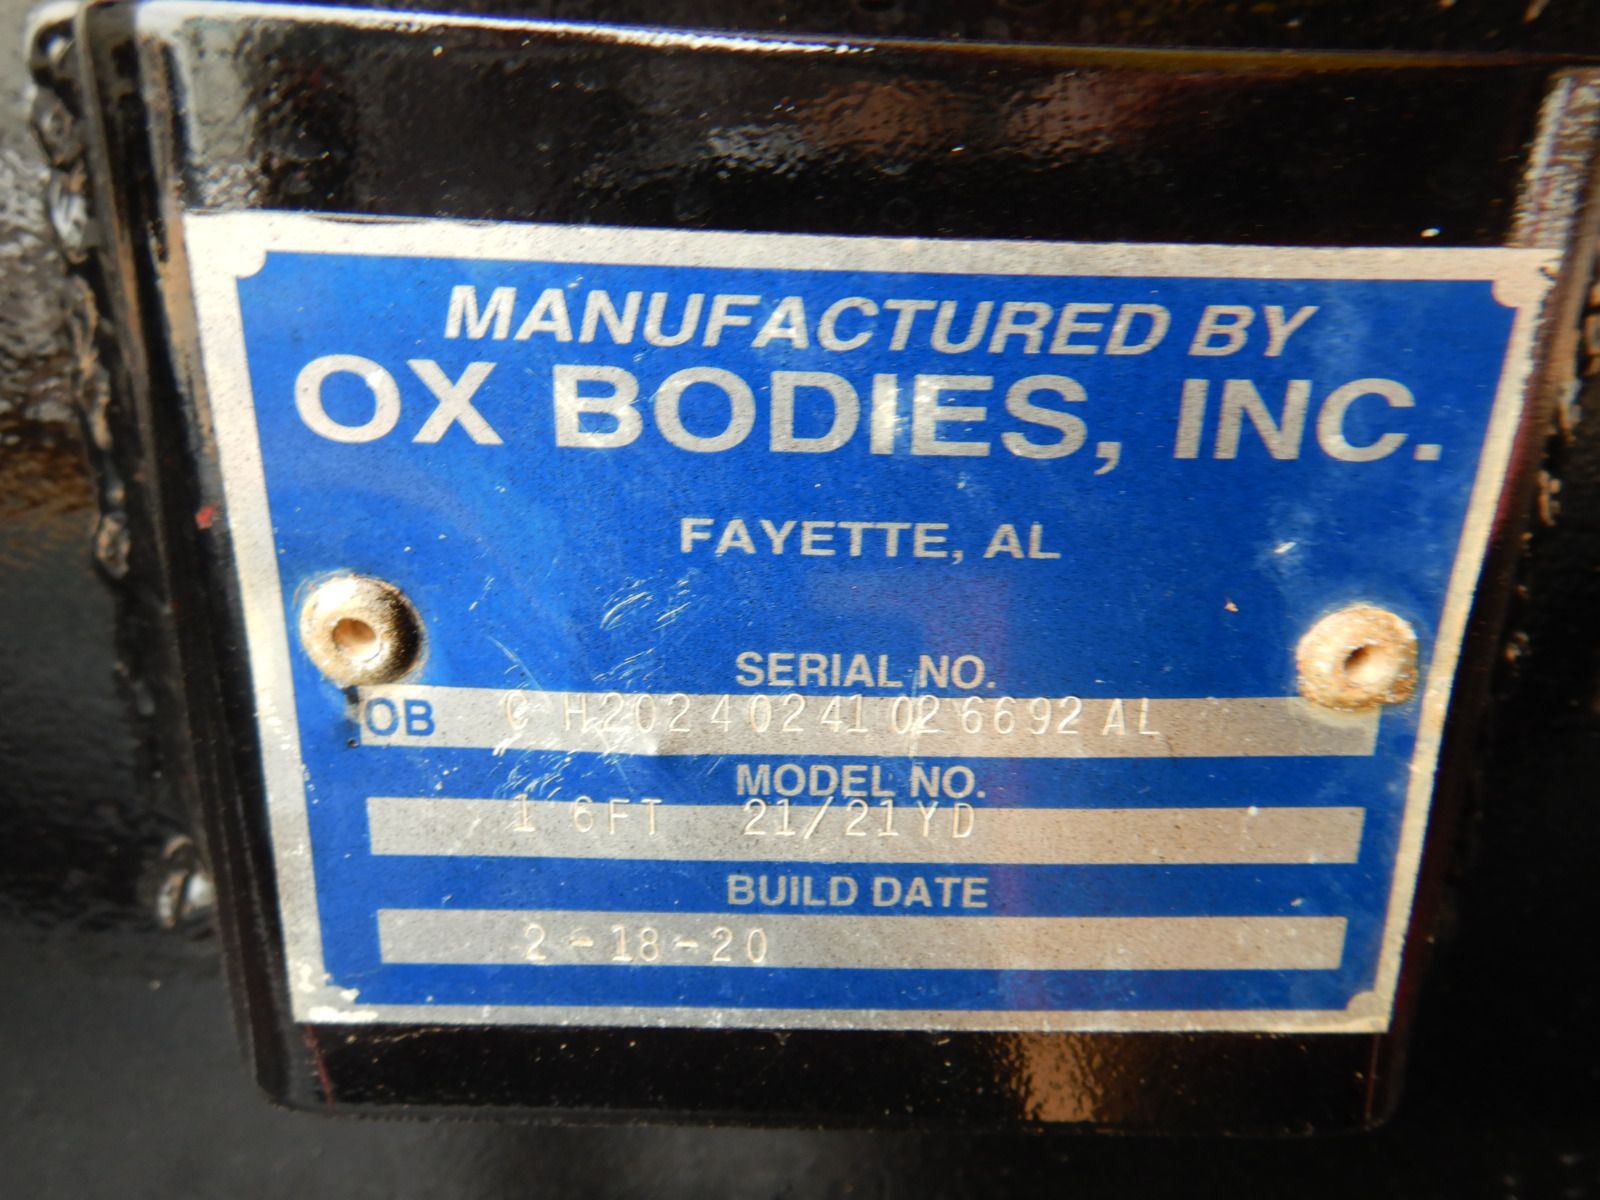 MANUFACTURED BY
OX BODIES, INC.
FAYETTE, AL
SERIAL NO.
OB C H20240241026692AL
MODEL NO.
16FT 21/21YD
BUILD DATE
2-18-20